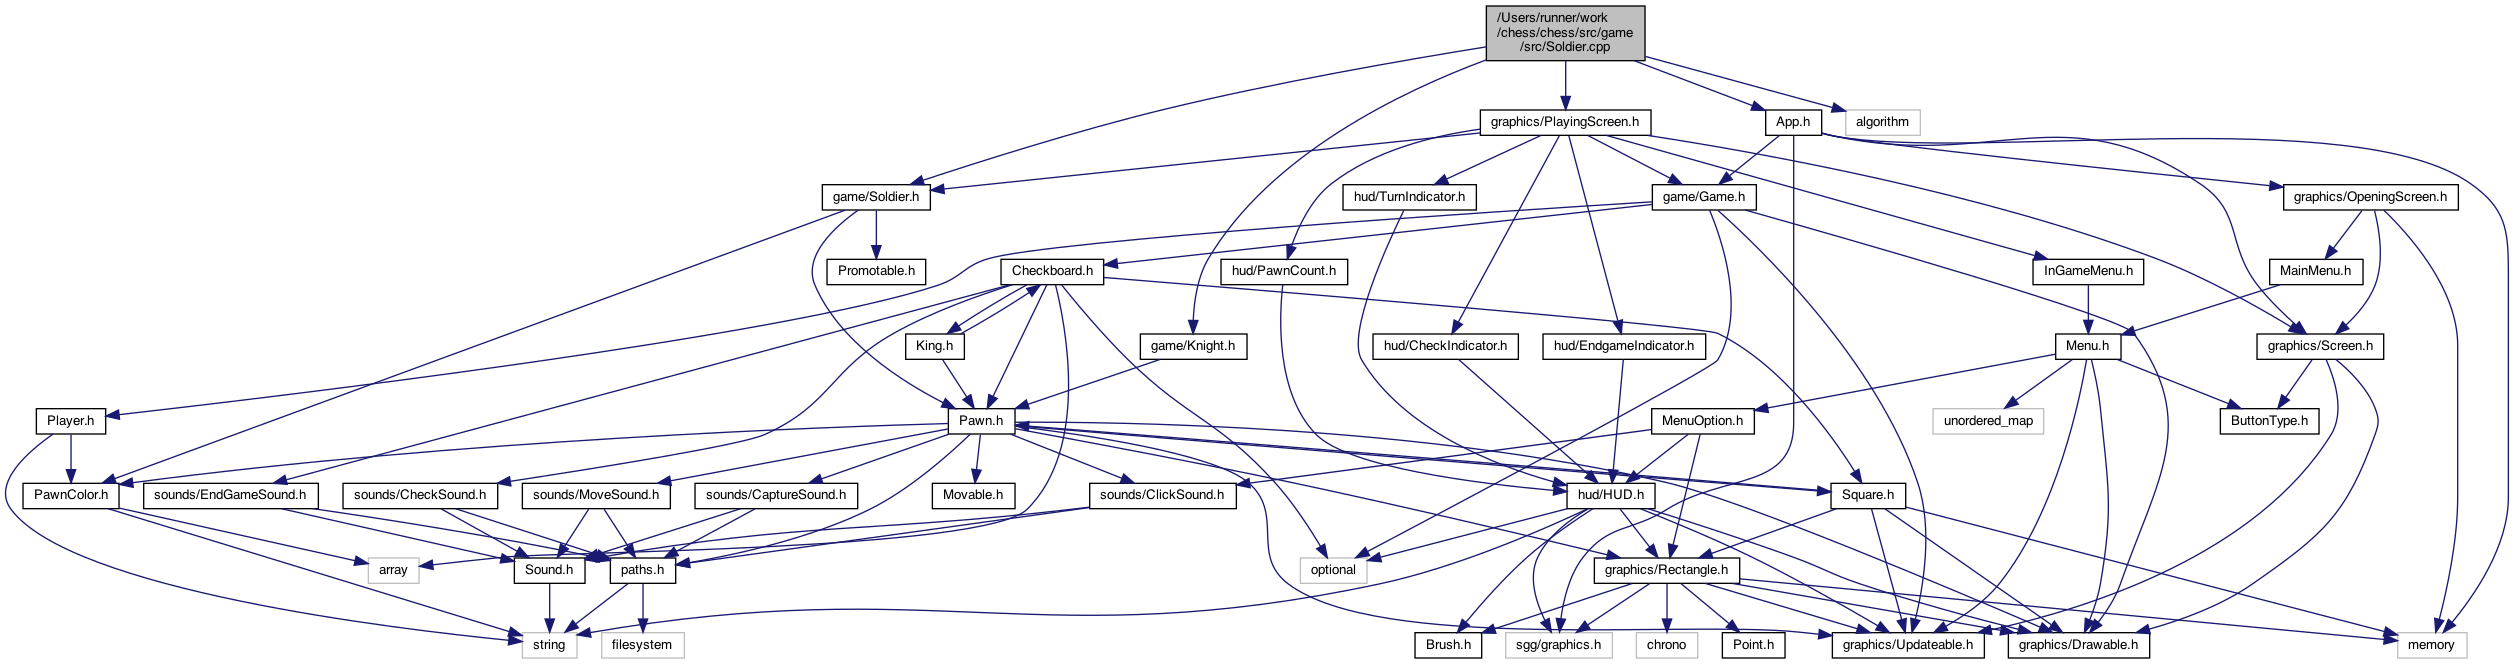 /Users/runner/work
/chess/chess/src/game
/src/Soldier.cpp
graphics/PlayingScreen.h
App.h
algorithm
game/Soldier.h
hud/TurnIndicator.h
game/Game.h
graphics/OpeningScreen.h
Promotable.h
Checkboard.h
hud/PawnCount.h
InGameMenu.h
MainMenu.h
King.h
game/Knight.h
hud/CheckIndicator.h
hud/EndgameIndicator.h
Menu.h
graphics/Screen.h
Player.h
Pawn.h
MenuOption.h
unordered_map
ButtonType.h
PawnColor.h
sounds/EndGameSound.h
sounds/CheckSound.h
sounds/MoveSound.h
sounds/CaptureSound.h
Movable.h
sounds/ClickSound.h
hud/HUD.h
Square.h
array
Sound.h
paths.h
optional
graphics/Rectangle.h
string
filesystem
Brush.h
sgg/graphics.h
chrono
Point.h
graphics/Updateable.h
graphics/Drawable.h
memory